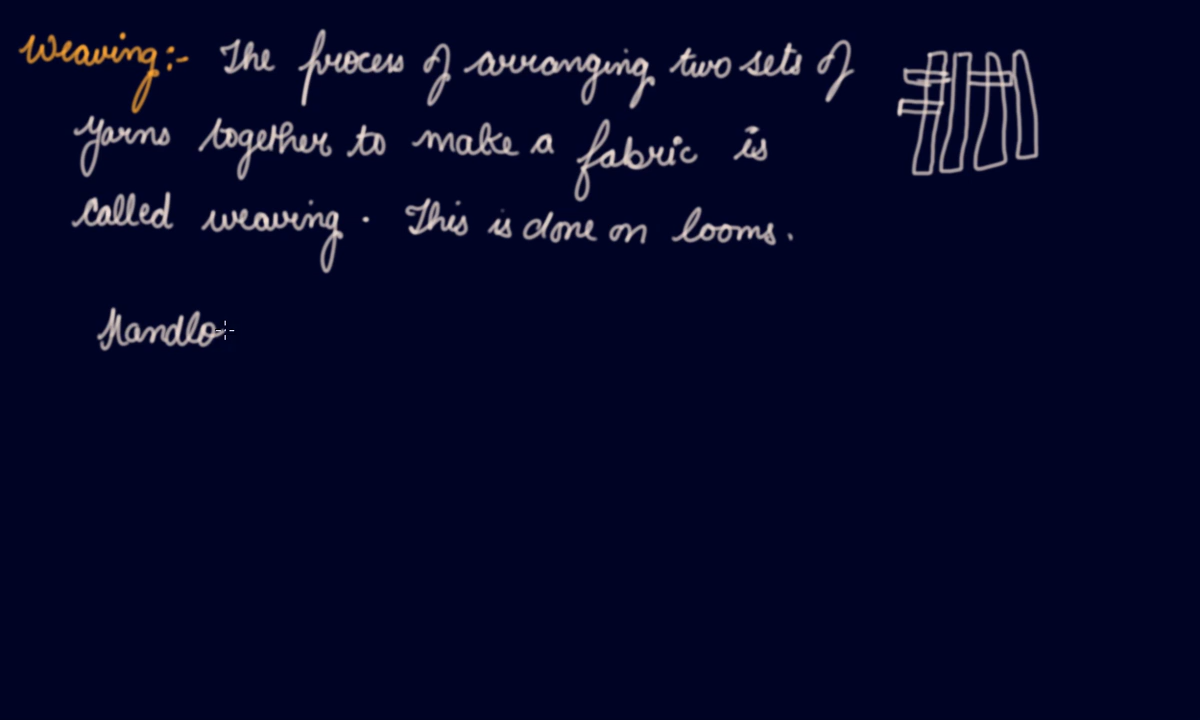 Weaving:- The process of arranging two sets of
yarns together to make a fabric is
called weaving. This is done on looms.
Handlo